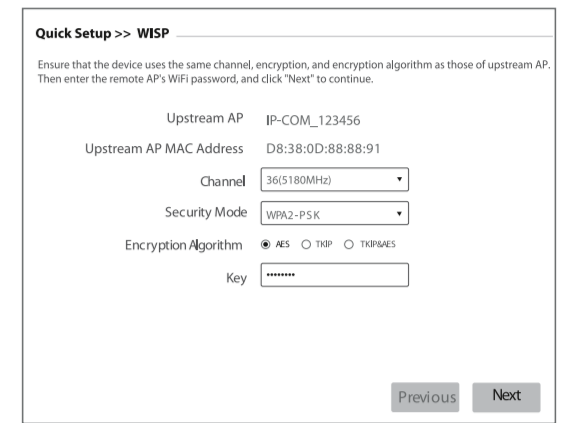 Quick Setup >> WISP
Ensure that the device uses the same channel, encryption, and encryption algorithm as those of upstream AP.
Then enter the remote AP's WiFi password, and click "Next" to continue.
Upstream AP IP-COM_123456
Upstream AP MAC Address D8:38:0D:88:88:91
Channel 36(5180MHz)
Security Mode WPA2-PSK
Encryption Algorithm AES TKIP TKIP&AES
Key ********
Previous Next